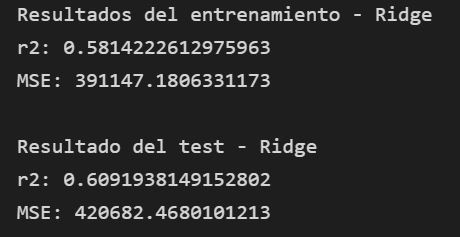 Resultados del entrenamiento - Ridge
r2: 0.5814222612975963
MSE: 391147.1806331173
Resultado del test - Ridge
r2: 0.6091938149152802
MSE: 420682.4680101213